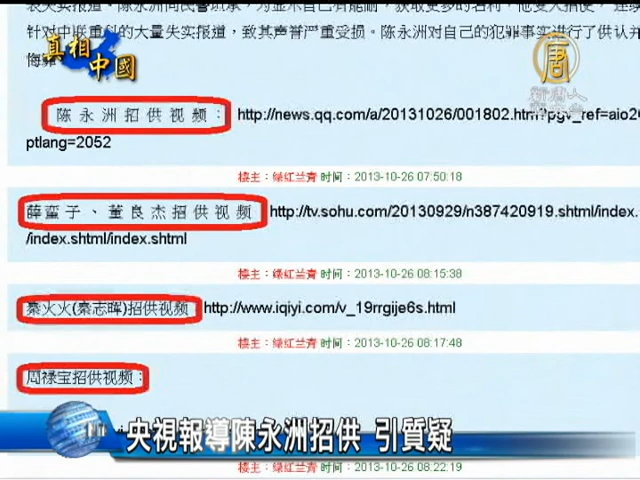 针对中联重科的大量失实报道，致其声誉严重受损。陈永洲对自己的犯罪事实进行了供认并
悔罪
真相
中國
唐
新唐人
陈永洲招供视频：http://news.qq.com/a/20131026/001802.htm?pgv_ref=aio2
ptlang=2052
楼主：绿红兰青 时间：2013-10-26 07:50:18
薛蛮子、董良杰招供视频 http://tv.sohu.com/20130929/n387420919.shtml/index.
/index.shtml/index.shtml
楼主：绿红兰青 时间：2013-10-26 08:15:38
秦火火(秦志晖)招供视频：http://www.iqiyi.com/v_19rrgije6s.html
楼主：绿红兰青 时间：2013-10-26 08:17:48
周禄宝招供视频：
央視報導陳永洲招供 引質疑
楼主：绿红兰青 时间：2013-10-26 08:22:19